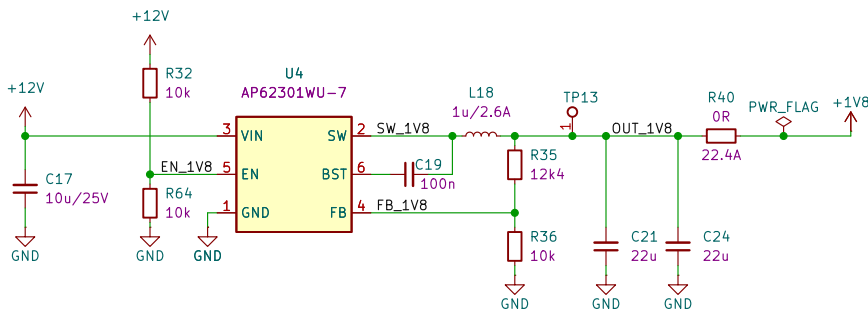 +12V
R32
10k
+12V
U4
AP62301WU-7
L18
1u/2.6A
TP13
1
R40
0R
22.4A
PWR_FLAG
+1V8
3
VIN
SW
2
SW_1V8
OUT_1V8
C17
10u/25V
EN_1V8
5
EN
BST
6
C19
100n
R35
12k4
R64
10k
1
GND
FB
4
FB_1V8
R36
10k
C21
22u
C24
22u
GND
GND
GND
GND
GND
GND